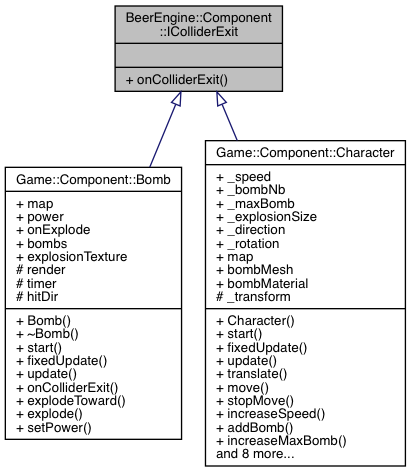 BeerEngine::Component
::IColliderExit
+ onColliderExit()
Game::Component::Bomb
+ map
+ power
+ onExplode
+ bombs
+ explosionTexture
# render
# timer
# hitDir
+ Bomb()
+ ~Bomb()
+ start()
+ fixedUpdate()
+ update()
+ onColliderExit()
+ explodeToward()
+ explode()
+ setPower()
Game::Component::Character
+ _speed
+ _bombNb
+ _maxBomb
+ _explosionSize
+ _direction
+ _rotation
+ map
+ bombMesh
+ bombMaterial
# _transform
+ Character()
+ start()
+ fixedUpdate()
+ update()
+ translate()
+ move()
+ stopMove()
+ increaseSpeed()
+ addBomb()
+ increaseMaxBomb()
and 8 more...